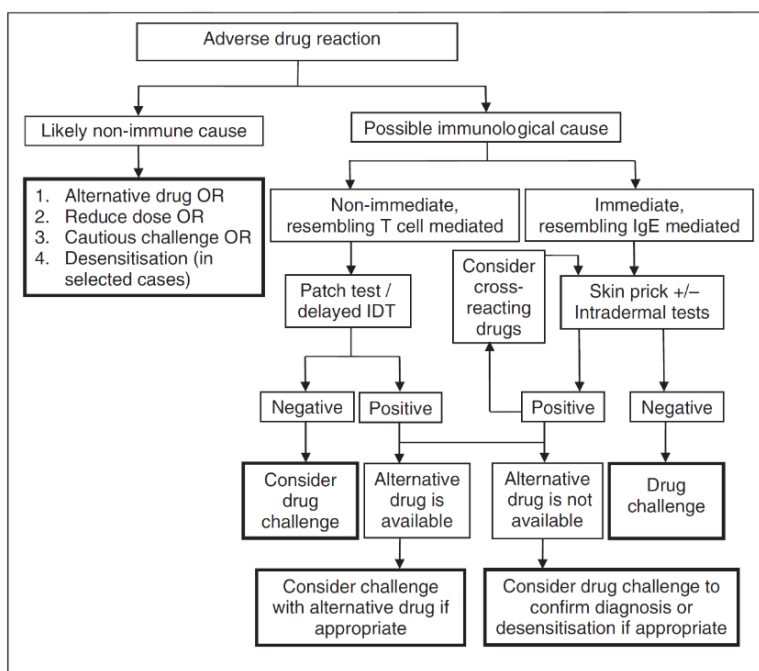 Adverse drug reaction
Likely non-immune cause
Possible immunological cause
1. Alternative drug OR
2. Reduce dose OR
3. Cautious challenge OR
4. Desensitisation (in
selected cases)
Non-immediate,
resembling T cell mediated
Immediate,
resembling IgE mediated
Patch test /
delayed IDT
Consider
cross-
reacting
drugs
Skin prick +/–
Intradermal tests
Negative
Positive
Positive
Negative
Consider
drug
challenge
Alternative
drug is
available
Alternative
drug is not
available
Drug
challenge
Consider challenge
with alternative drug if
appropriate
Consider drug challenge to
confirm diagnosis or
desensitisation if appropriate